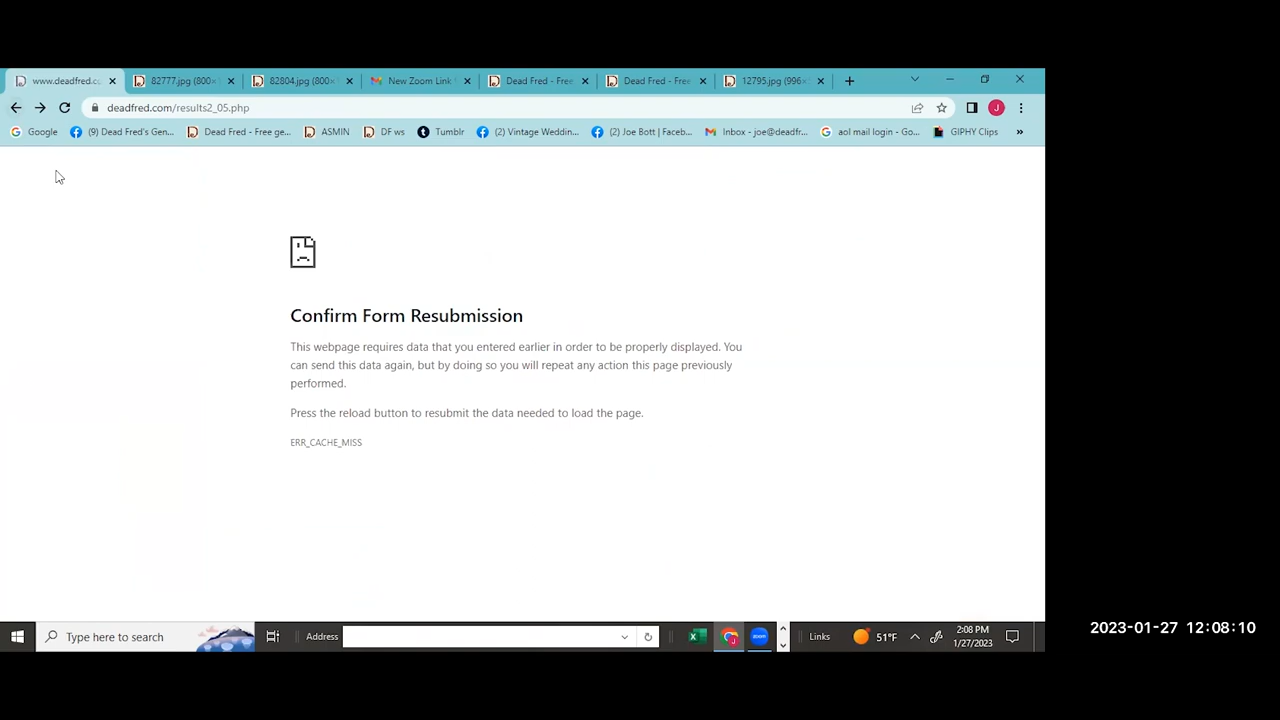 www.deadfred.c
82777.jpg (800×
82804.jpg (800×
New Zoom Link
Dead Fred - Free
Dead Fred - Free
12795.jpg (996×
deadfred.com/results2_05.php
J
Google
(9) Dead Fred's Gen...
Dead Fred - Free ge...
ASMIN
DF ws
Tumblr
(2) Vintage Weddin...
(2) Joe Bott | Faceb...
Inbox - joe@deadfr...
aol mail login - Go...
GIPHY Clips
»
Confirm Form Resubmission
This webpage requires data that you entered earlier in order to be properly displayed. You
can send this data again, but by doing so you will repeat any action this page previously
performed.
Press the reload button to resubmit the data needed to load the page.
ERR_CACHE_MISS
Type here to search
Address
zoom
Links
51°F
2:08 PM
1/27/2023
2023-01-27 12:08:10